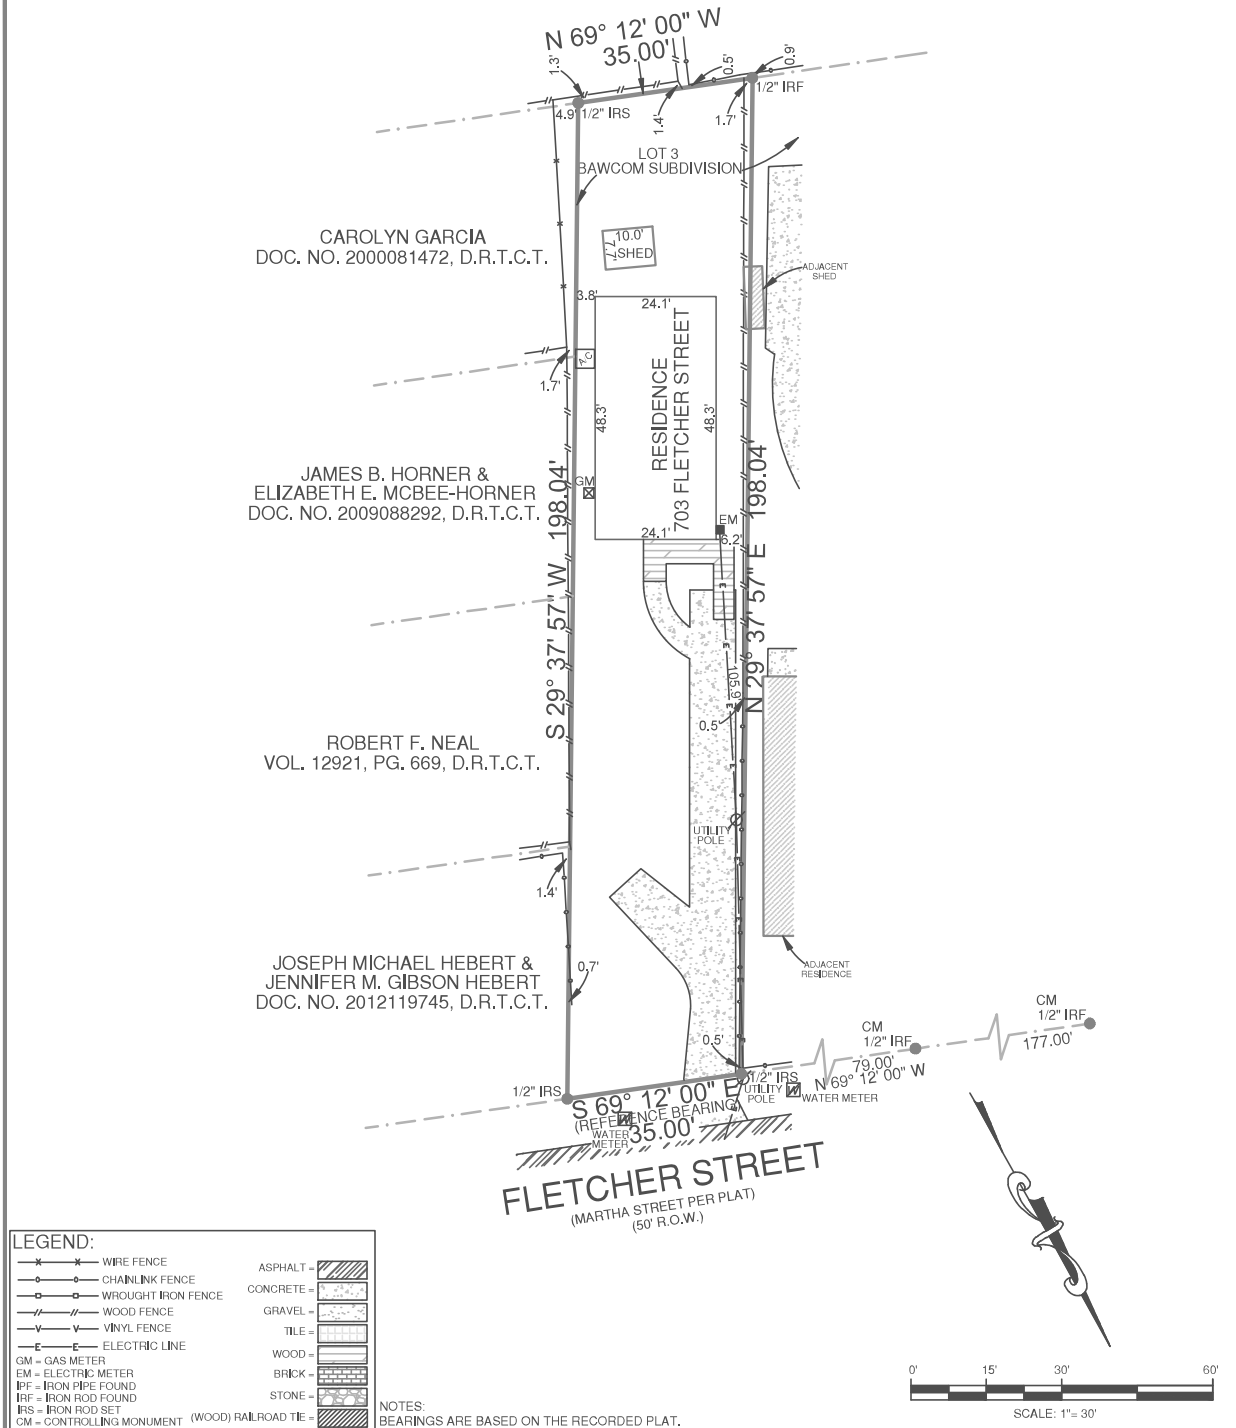 N 69° 12' 00" W
35.00'
1.3'
0.5'
0.9'
1/2" IRF
4.9'
1/2" IRS
1.4'
1.7'
LOT 3
BAWCOM SUBDIVISION
CAROLYN GARCIA
DOC. NO. 2000081472, D.R.T.C.T.
10.0'
7.7'
SHED
ADJACENT
SHED
3.8'
24.1'
A/C
1.7'
RESIDENCE
703 FLETCHER STREET
48.3'
48.3'
JAMES B. HORNER &
ELIZABETH E. MCBEE-HORNER
DOC. NO. 2009088292, D.R.T.C.T.
GM
EM
24.1'
6.2'
S 29° 37' 57" W 198.04'
N 29° 37' 57" E 198.04'
105.9'
0.5'
ROBERT F. NEAL
VOL. 12921, PG. 669, D.R.T.C.T.
UTILITY
POLE
1.4'
JOSEPH MICHAEL HEBERT &
JENNIFER M. GIBSON HEBERT
DOC. NO. 2012119745, D.R.T.C.T.
0.7'
ADJACENT
RESIDENCE
CM
1/2" IRF
177.00'
CM
1/2" IRF
79.00'
N 69° 12' 00" W
0.5'
1/2" IRS
1/2" IRS
UTILITY
POLE
W
WATER METER
S 69° 12' 00" E
(REFERENCE BEARING)
W
WATER
METER
35.00'
FLETCHER STREET
(MARTHA STREET PER PLAT)
(50' R.O.W.)
LEGEND:
WIRE FENCE
CHAINLINK FENCE
WROUGHT IRON FENCE
WOOD FENCE
VINYL FENCE
ELECTRIC LINE
GM = GAS METER
EM = ELECTRIC METER
IPF = IRON PIPE FOUND
IRF = IRON ROD FOUND
IRS = IRON ROD SET
CM = CONTROLLING MONUMENT
ASPHALT =
CONCRETE =
GRAVEL =
TILE =
WOOD =
BRICK =
STONE =
(WOOD) RAILROAD TIE =
NOTES:
BEARINGS ARE BASED ON THE RECORDED PLAT.
0' 15' 30' 60'
SCALE: 1"= 30'